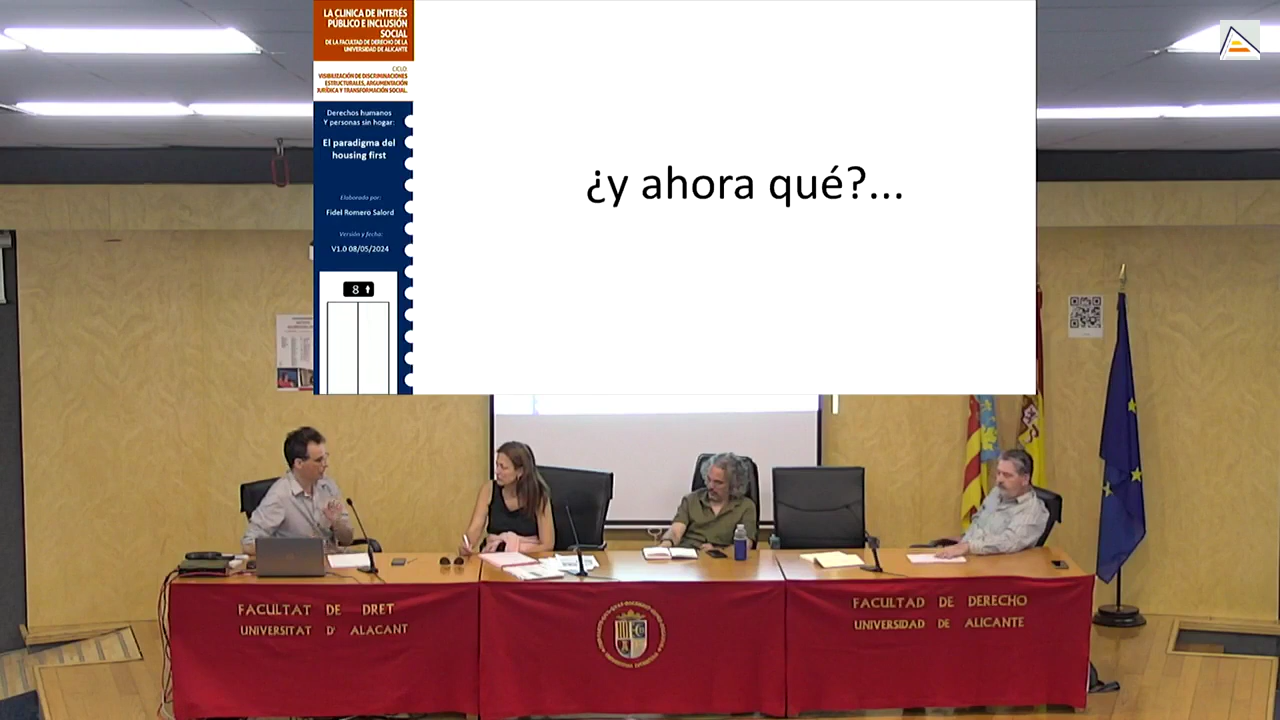 LA CLINICA DE INTERÉS
PÚBLICO E INCLUSIÓN
SOCIAL
DE LA FACULTAD DE DERECHO DE LA
UNIVERSIDAD DE ALICANTE
CICLO:
VISIBILIZACIÓN DE DISCRIMINACIONES
ESTRUCTURALES, ARGUMENTACIÓN
JURÍDICA Y TRANSFORMACIÓN SOCIAL.
Derechos humanos
Y personas sin hogar:
El paradigma del
housing first
Elaborado por:
Fidel Romero Salord
Versión y fecha:
V1.0 08/05/2024
8
¿y ahora qué?...
FACULTAT DE DRET
UNIVERSITAT D' ALACANT
FACULTAD DE DERECHO
UNIVERSIDAD DE ALICANTE